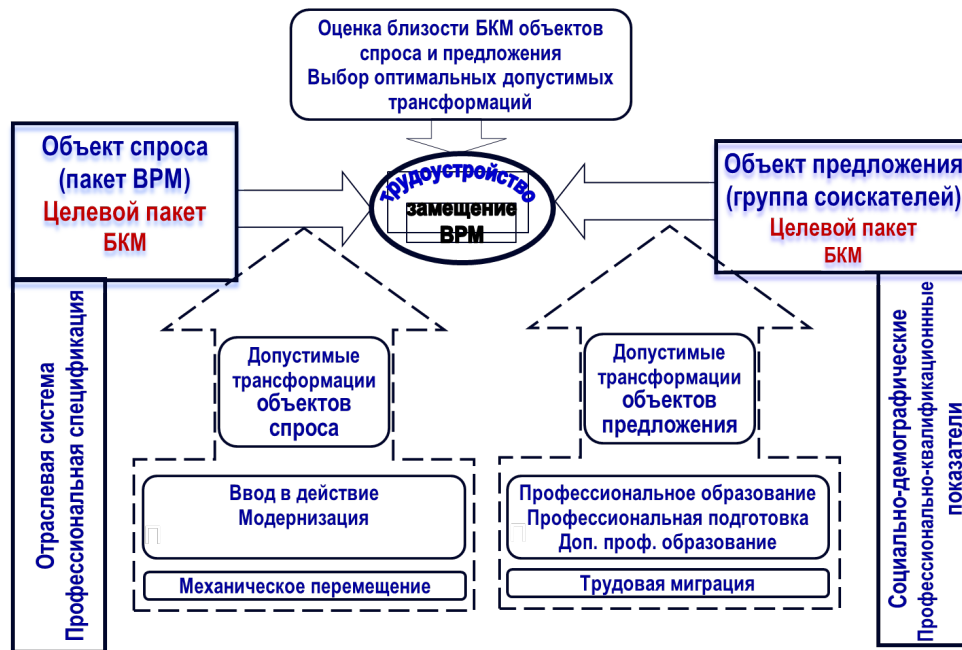 Оценка близости БКМ объектов
спроса и предложения
Выбор оптимальных допустимых
трансформаций
Объект спроса
(пакет ВРМ)
Целевой пакет
БКМ
трудоустройство
замещение
ВРМ
Объект предложения
(группа соискателей)
Целевой пакет
БКМ
Отраслевая система
Профессиональная спецификация
Допустимые
трансформации
объектов
спроса
Ввод в действие
Модернизация
Механическое перемещение
Допустимые
трансформации
объектов
предложения
Профессиональное образование
Профессиональная подготовка
Доп. проф. образование
Трудовая миграция
Социально-демографические
Профессионально-квалификационнные
показатели